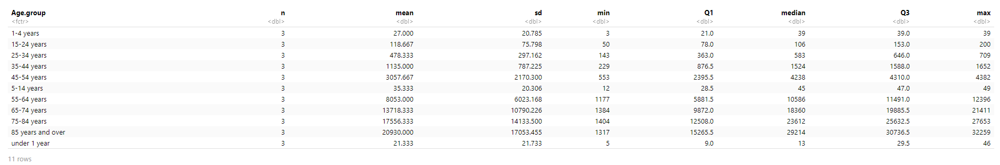 Age.group n mean sd min Q1 median Q3 max
<fctr> <dbl> <dbl> <dbl> <dbl> <dbl> <dbl> <dbl> <dbl>
1-4 years 3 27.000 20.785 3 21.0 39 39.0 39
15-24 years 3 118.667 75.798 50 78.0 106 153.0 200
25-34 years 3 478.333 297.162 143 363.0 583 646.0 709
35-44 years 3 1135.000 787.225 229 876.5 1524 1588.0 1652
45-54 years 3 3057.667 2170.300 553 2395.5 4238 4310.0 4382
5-14 years 3 35.333 20.306 12 28.5 45 47.0 49
55-64 years 3 8053.000 6023.168 1177 5881.5 10586 11491.0 12396
65-74 years 3 13718.333 10790.226 1384 9872.0 18360 19885.5 21411
75-84 years 3 17556.333 14133.500 1404 12508.0 23612 25632.5 27653
85 years and over 3 20930.000 17053.455 1317 15265.5 29214 30736.5 32259
under 1 year 3 21.333 21.733 5 9.0 13 29.5 46
11 rows